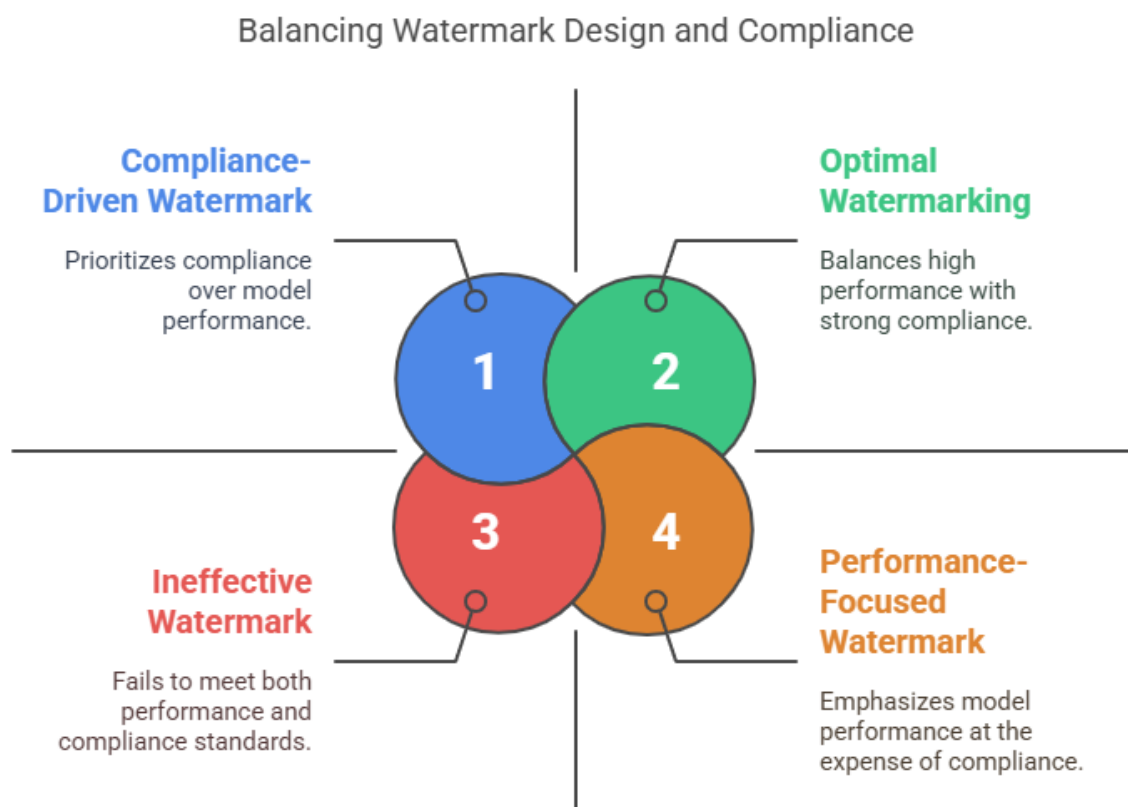 Balancing Watermark Design and Compliance
Compliance-
Driven Watermark
Prioritizes compliance
over model
performance.
Optimal
Watermarking
Balances high
performance with
strong compliance.
1
2
3
4
Ineffective
Watermark
Fails to meet both
performance and
compliance standards.
Performance-
Focused
Watermark
Emphasizes model
performance at the
expense of compliance.